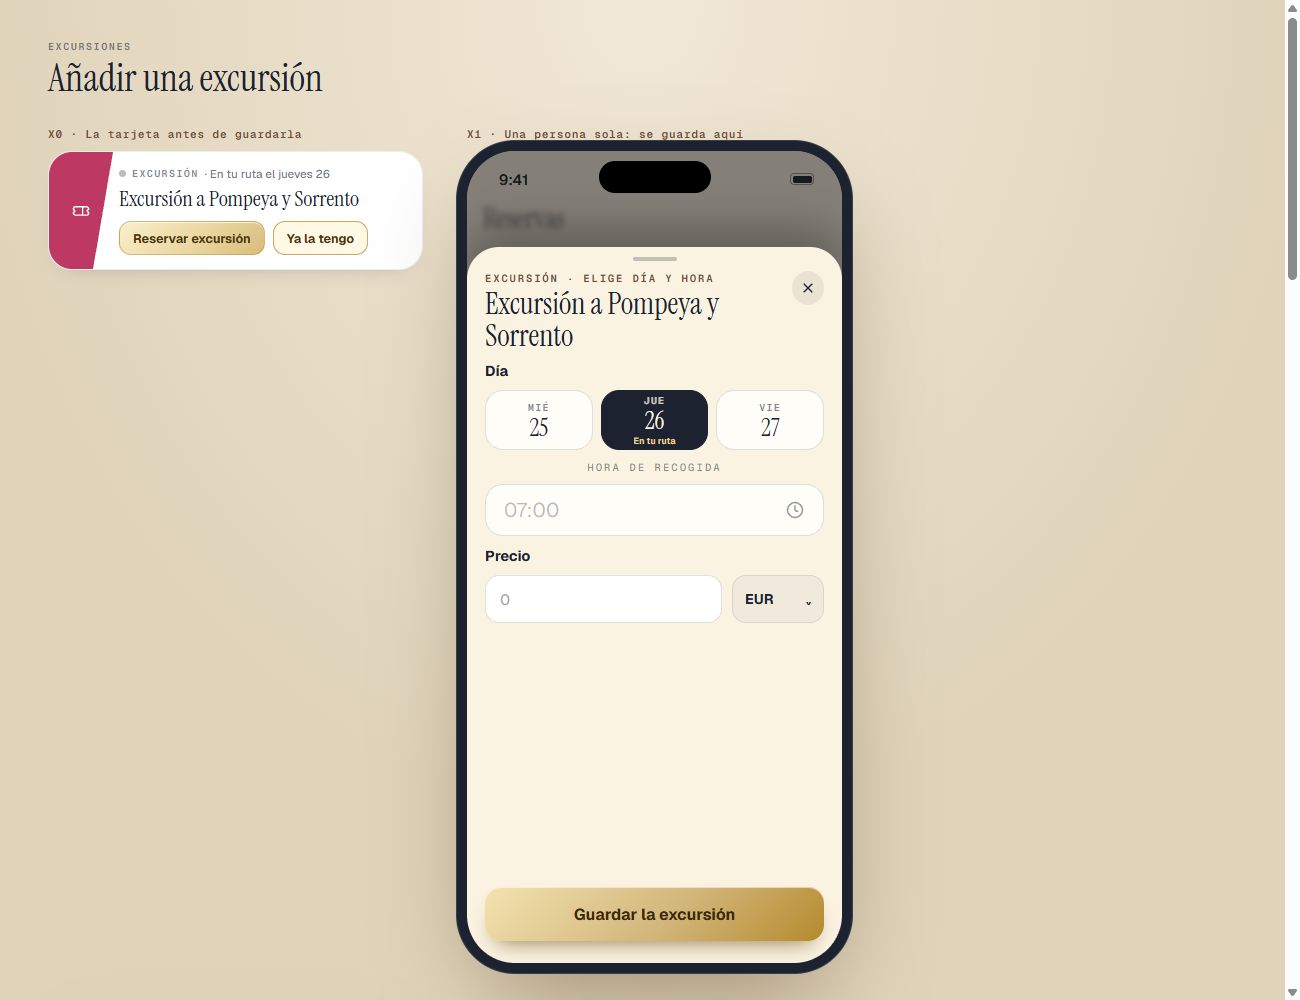 EXCURSIONES
Añadir una excursión
X0 · La tarjeta antes de guardarla
EXCURSIÓN · En tu ruta el jueves 26
Excursión a Pompeya y Sorrento
Reservar excursión
Ya la tengo
X1 · Una persona sola: se guarda aquí
9:41
Reservas
EXCURSIÓN · ELIGE DÍA Y HORA
Excursión a Pompeya y
Sorrento
Día
MIÉ
25
JUE
26
En tu ruta
VIE
27
HORA DE RECOGIDA
07:00
Precio
0
EUR
Guardar la excursión